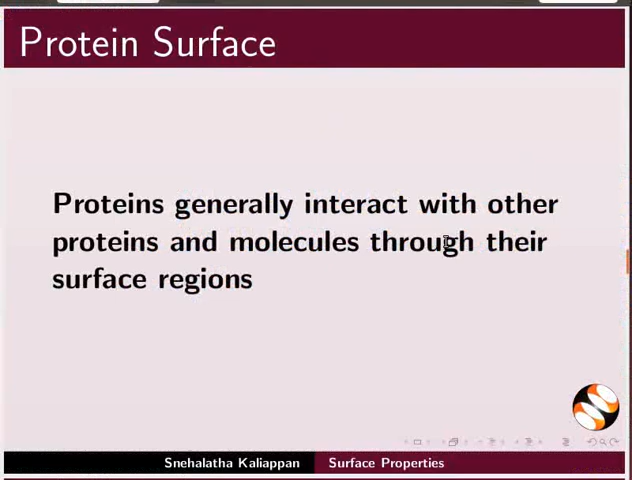 Protein Surface
Proteins generally interact with other
proteins and molecules through their
surface regions
Snehalatha Kaliappan
Surface Properties